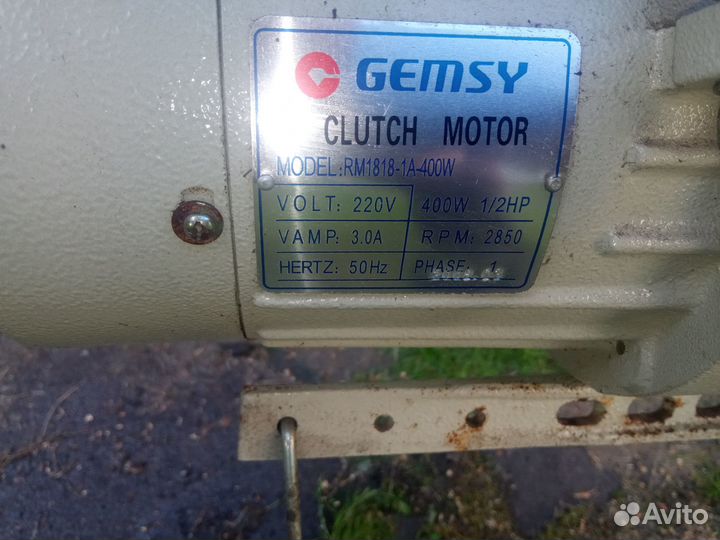 GEMSY
CLUTCH MOTOR
MODEL: RM1818-1A-400W
VOLT: 220V 400W 1/2HP
VAMP: 3.0A RPM: 2850
HERTZ: 50Hz PHASE: 1
Avito